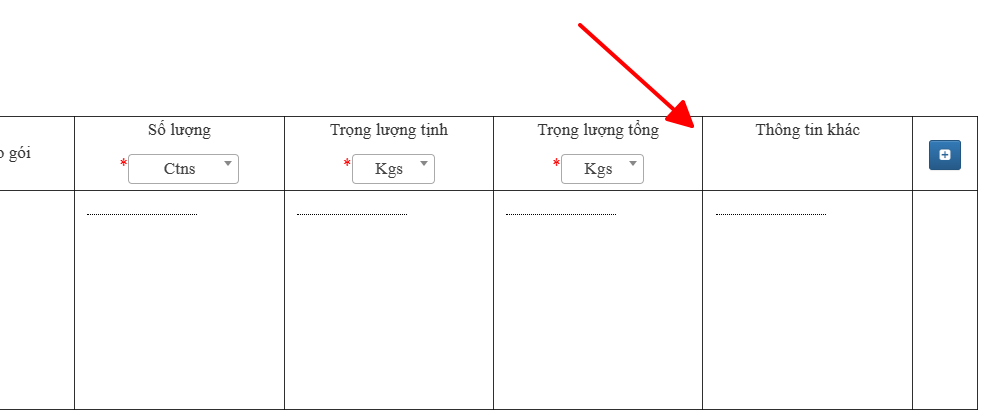 Số lượng
Trọng lượng tịnh
Trọng lượng tổng
Thông tin khác
gói
* Ctns
* Kgs
* Kgs